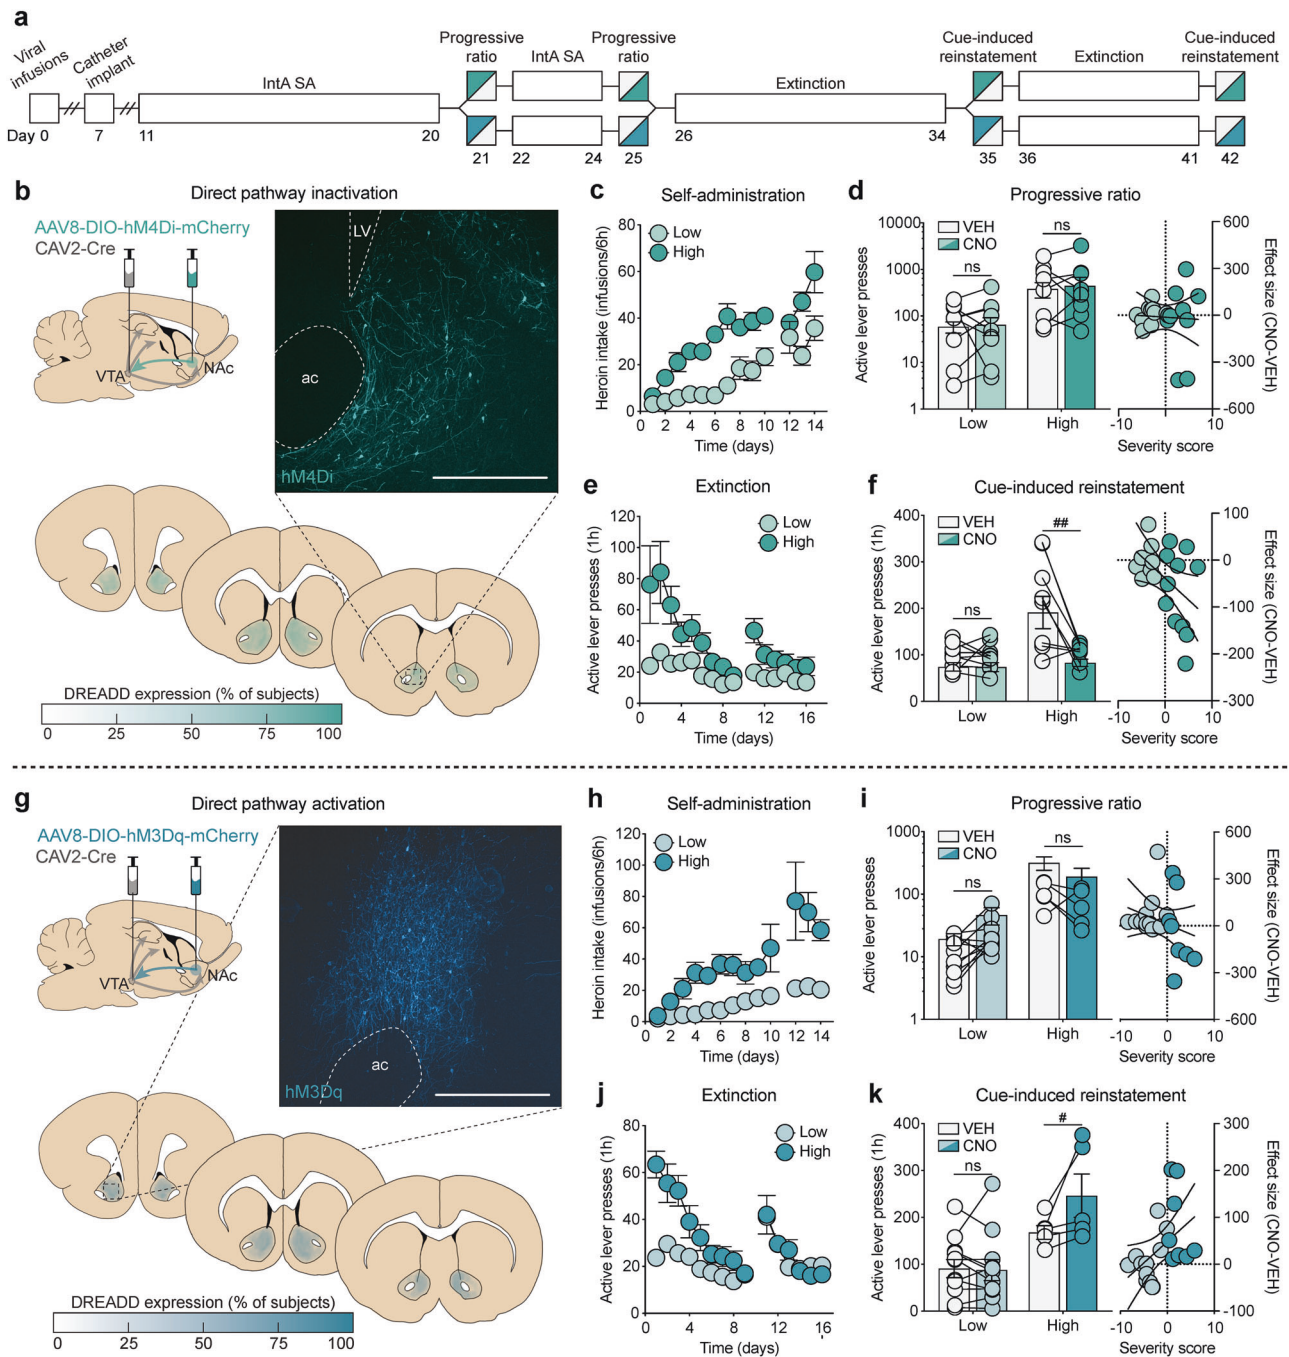 a
Viral
infusions
Catheter
implant
IntA SA
Progressive
ratio
IntA SA
Progressive
ratio
Extinction
Cue-induced
reinstatement
Extinction
Cue-induced
reinstatement
Day 0
7
11
20
21
22
24
25
26
34
35
36
41
42
b
Direct pathway inactivation
AAV8-DIO-hM4Di-mCherry
CAV2-Cre
VTA
NAc
LV
ac
hM4Di
DREADD expression (% of subjects)
0 25 50 75 100
c
Self-administration
Heroin intake (infusions/6h)
80
60
40
20
0
Low
High
0 2 4 6 8 10 12 14
Time (days)
d
Progressive ratio
Active lever presses
10000
1000
100
10
1
VEH
CNO
ns
ns
Low
High
600
300
0
-300
-600
Effect size (CNO-VEH)
-10 0 10
Severity score
e
Extinction
Active lever presses (1h)
120
100
80
60
40
20
0
Low
High
0 4 8 12 16
Time (days)
f
Cue-induced reinstatement
Active lever presses (1h)
400
300
200
100
0
VEH
CNO
ns
##
Low
High
100
0
-100
-200
-300
Effect size (CNO-VEH)
-10 0 10
Severity score
g
Direct pathway activation
AAV8-DIO-hM3Dq-mCherry
CAV2-Cre
VTA
NAc
ac
hM3Dq
DREADD expression (% of subjects)
0 25 50 75 100
h
Self-administration
Heroin intake (infusions/6h)
120
100
80
60
40
20
0
Low
High
0 2 4 6 8 10 12 14
Time (days)
i
Progressive ratio
Active lever presses
1000
100
10
1
VEH
CNO
ns
ns
Low
High
600
300
0
-300
-600
Effect size (CNO-VEH)
-10 0 10
Severity score
j
Extinction
Active lever presses (1h)
80
60
40
20
0
Low
High
0 4 8 12 16
Time (days)
k
Cue-induced reinstatement
Active lever presses (1h)
400
300
200
100
0
VEH
CNO
ns
#
Low
High
300
200
100
0
-100
Effect size (CNO-VEH)
-10 0 10
Severity score